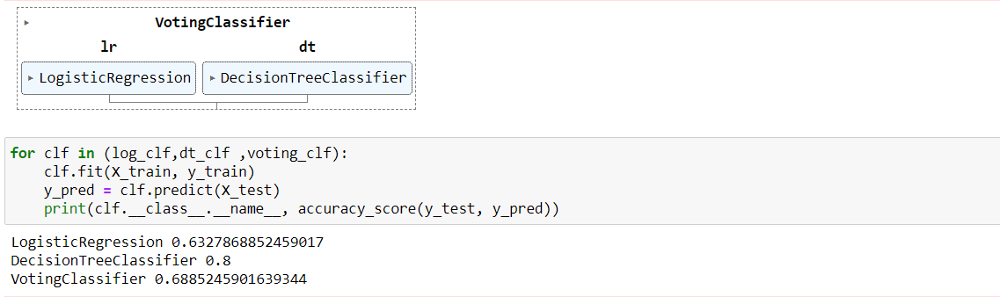 VotingClassifier
lr dt
LogisticRegression DecisionTreeClassifier
for clf in (log_clf,dt_clf ,voting_clf):
    clf.fit(X_train, y_train)
    y_pred = clf.predict(X_test)
    print(clf.__class__.__name__, accuracy_score(y_test, y_pred))
LogisticRegression 0.6327868852459017
DecisionTreeClassifier 0.8
VotingClassifier 0.6885245901639344